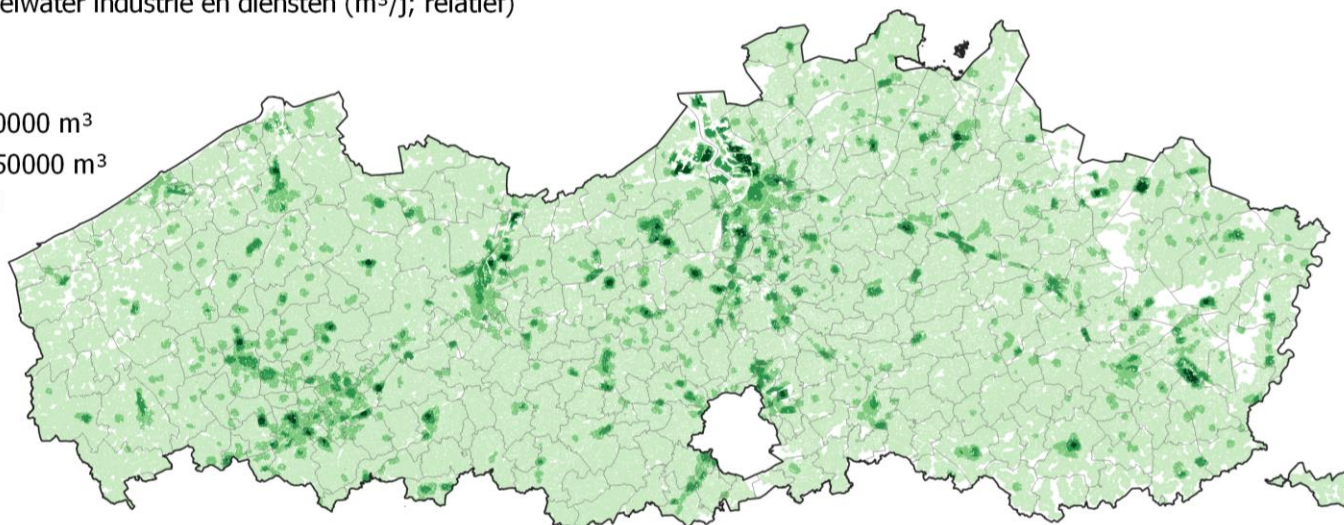 elwater industrie en diensten (m³/j; relatief)
0000 m³
50000 m³